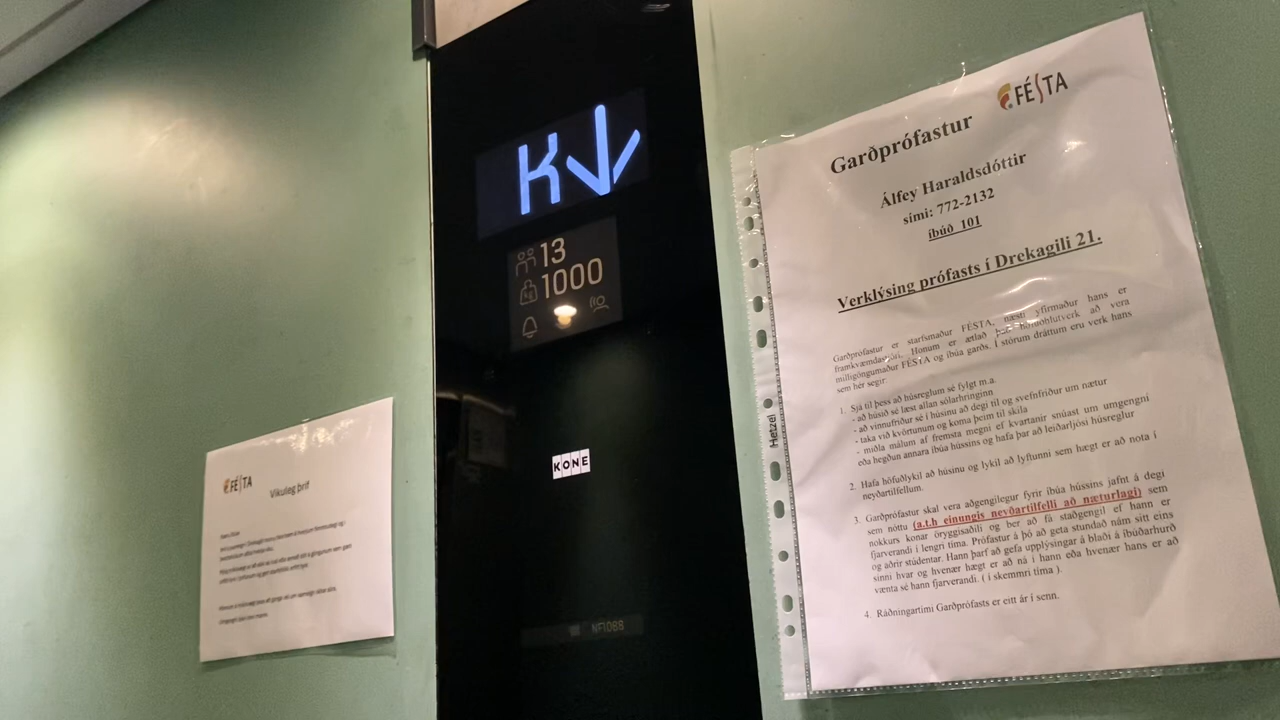 FÉSTA
Vikuleg þrif
K
13
kg 1000
KONE
FÉSTA
Garðprófastur
Álfey Haraldsdóttir
sími: 772-2132
íbúð 101
Verklýsing prófasts í Drekagili 21.
Garðprófastur er starfsmaður FÉSTA, næsti yfirmaður hans er
framkvæmdastjóri. Honum er ætlað það höfuðhlutverk að vera
milligöngumaður FÉSTA og íbúa garðs. Í stórum dráttum eru verk hans
sem hér segir:
1. Sjá til þess að húsreglum sé fylgt m.a.
- að húsið sé læst allan sólarhringinn
- að vinnufriður sé í húsinu að degi til og svefnfriður um nætur
- taka við kvörtunum og koma þeim til skila
- miðla málum af fremsta megni ef kvartanir snúast um umgengni
eða hegðun annara íbúa hússins og hafa þar að leiðarljósi húsreglur
2. Hafa höfuðlykil að húsinu og lykil að lyftunni sem hægt er að nota í
neyðartilfellum.
3. Garðprófastur skal vera aðgengilegur fyrir íbúa hússins jafnt á degi
sem nóttu (a.t.h einungis neyðartilfelli að næturlagi) sem
nokkurs konar öryggisaðili og ber að fá staðgengil ef hann er
fjarverandi í lengri tíma. Prófastur á þó að geta stundað nám sitt eins
og aðrir stúdentar. Hann þarf að gefa upplýsingar á blaði á íbúðarhurð
sinni hvar og hvenær hægt er að ná í hann eða hvenær hans er að
vænta sé hann fjarverandi. ( í skemmri tíma ).
4. Ráðningartími Garðprófasts er eitt ár í senn.
Hetzel